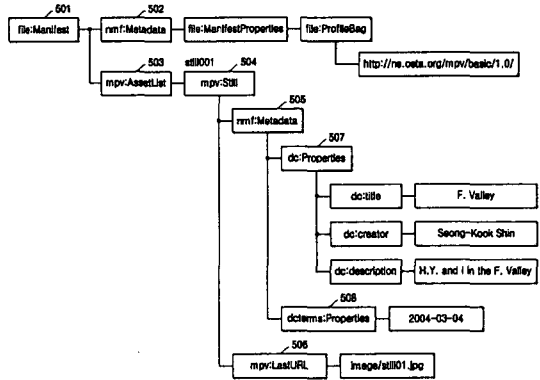 501
502
file:Manifest
nmf:Metadata
file:ManifestProperties
file:ProfileBag
http://ns.osta.org/mpv/basic/1.0/
503
still001
504
mpv:AssetList
mpv:Still
505
nmf:Metadata
507
dc:Properties
dc:title
F. Valley
dc:creator
Seong-Kook Shin
dc:description
H.Y. and I in the F. Valley
508
dcterms:Properties
2004-03-04
506
mpv:LastURL
image/still01.jpg